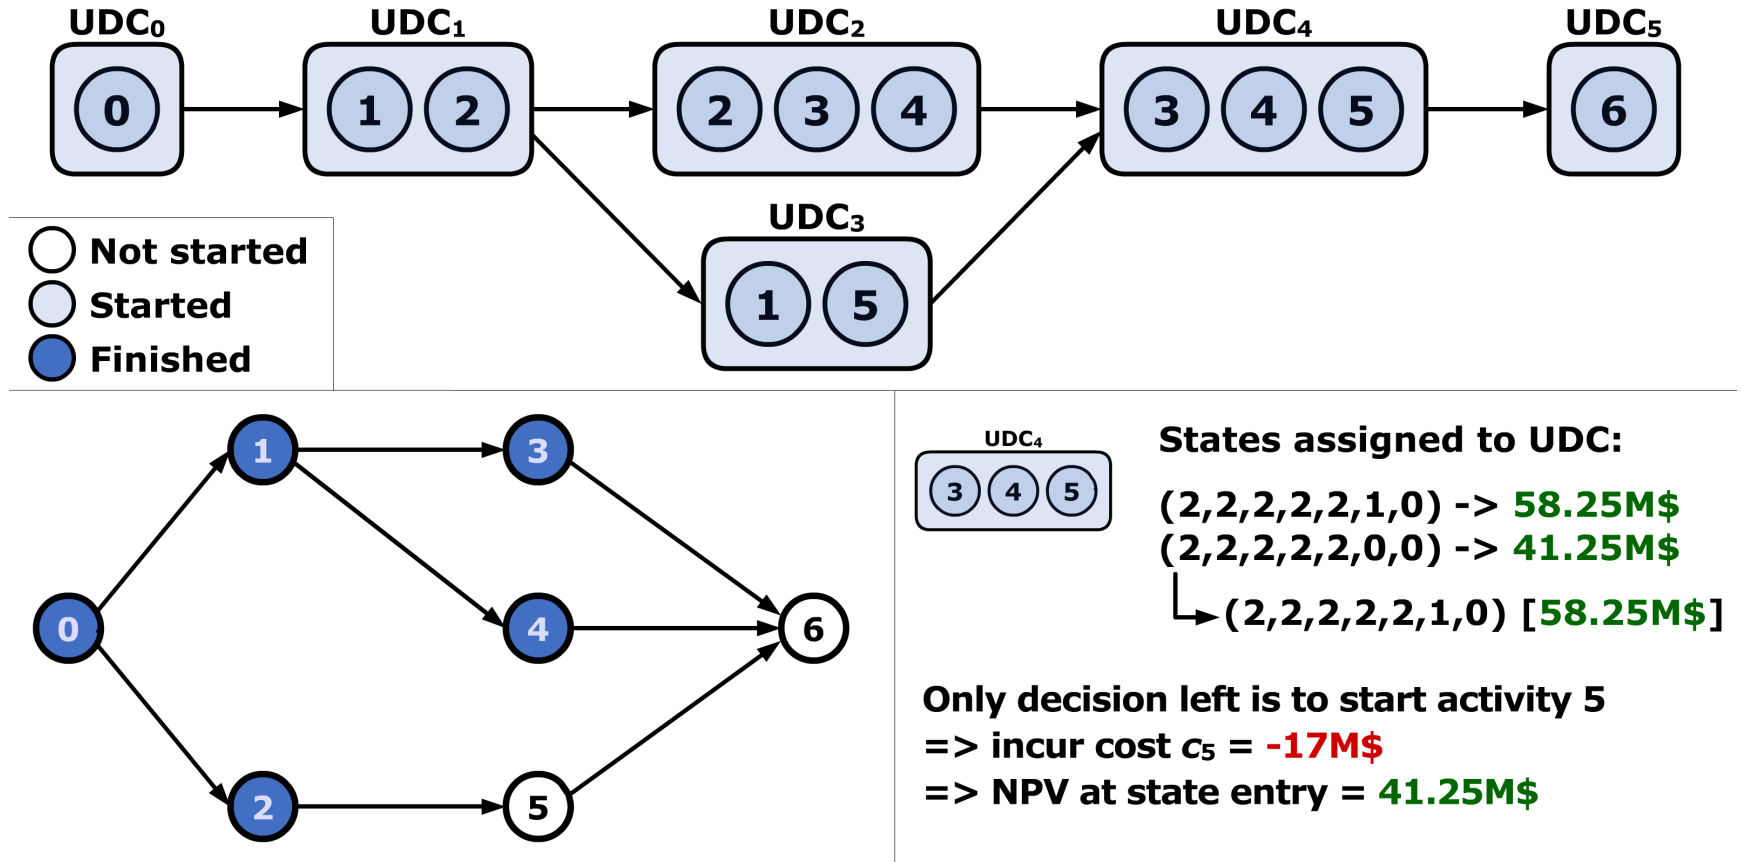 UDC₀ UDC₁ UDC₂ UDC₄ UDC₅
0 1 2 2 3 4 3 4 5 6
UDC₃
1 5
Not started
Started
Finished
1 3
0 4 6
2 5
UDC₄
3 4 5
States assigned to UDC:
(2,2,2,2,2,1,0) -> 58.25M$
(2,2,2,2,2,0,0) -> 41.25M$
(2,2,2,2,2,1,0) [58.25M$]
Only decision left is to start activity 5
=> incur cost c₅ = -17M$
=> NPV at state entry = 41.25M$